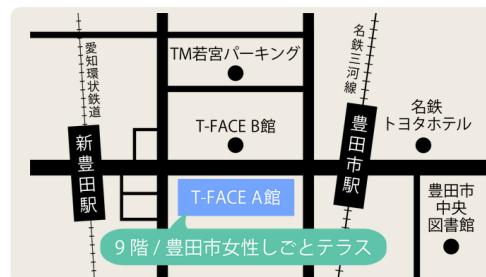 愛知環状鉄道
新豊田駅
TM若宮パーキング
T-FACE B館
T-FACE A館
9階 / 豊田市女性しごとテラス
名鉄三河線
豊田市駅
名鉄
トヨタホテル
豊田市
中央
図書館